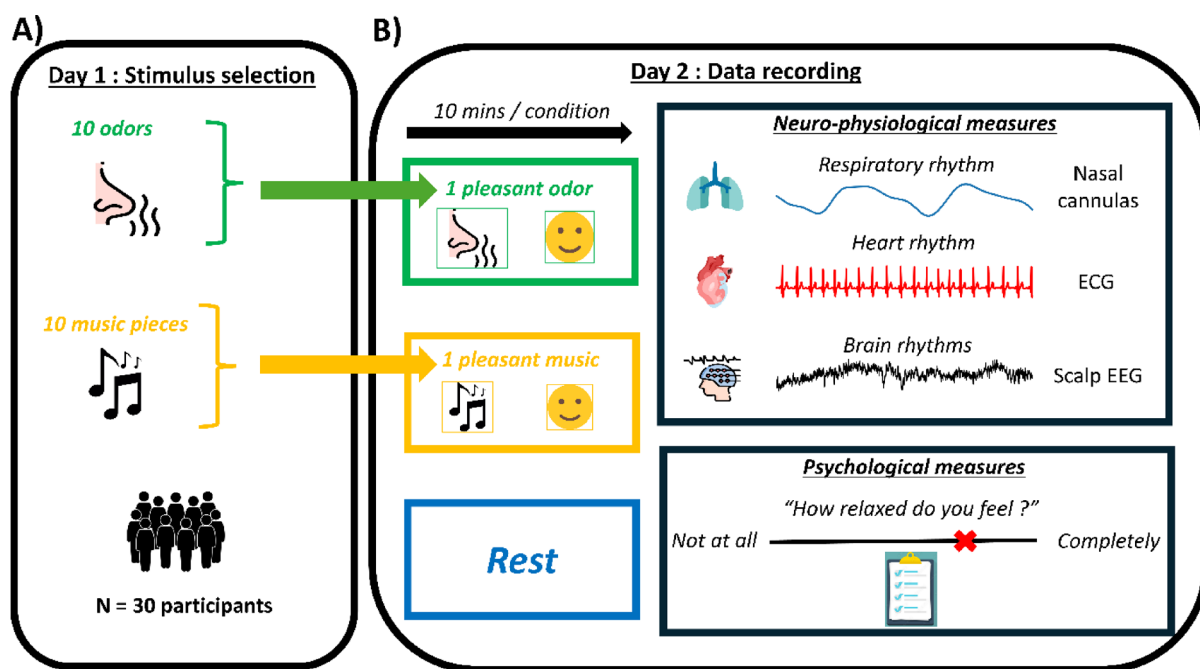 A)
Day 1 : Stimulus selection
10 odors
10 music pieces
N = 30 participants
B)
Day 2 : Data recording
10 mins / condition
1 pleasant odor
1 pleasant music
Rest
Neuro-physiological measures
Respiratory rhythm
Nasal
cannulas
Heart rhythm
ECG
Brain rhythms
Scalp EEG
Psychological measures
“How relaxed do you feel ?”
Not at all
Completely